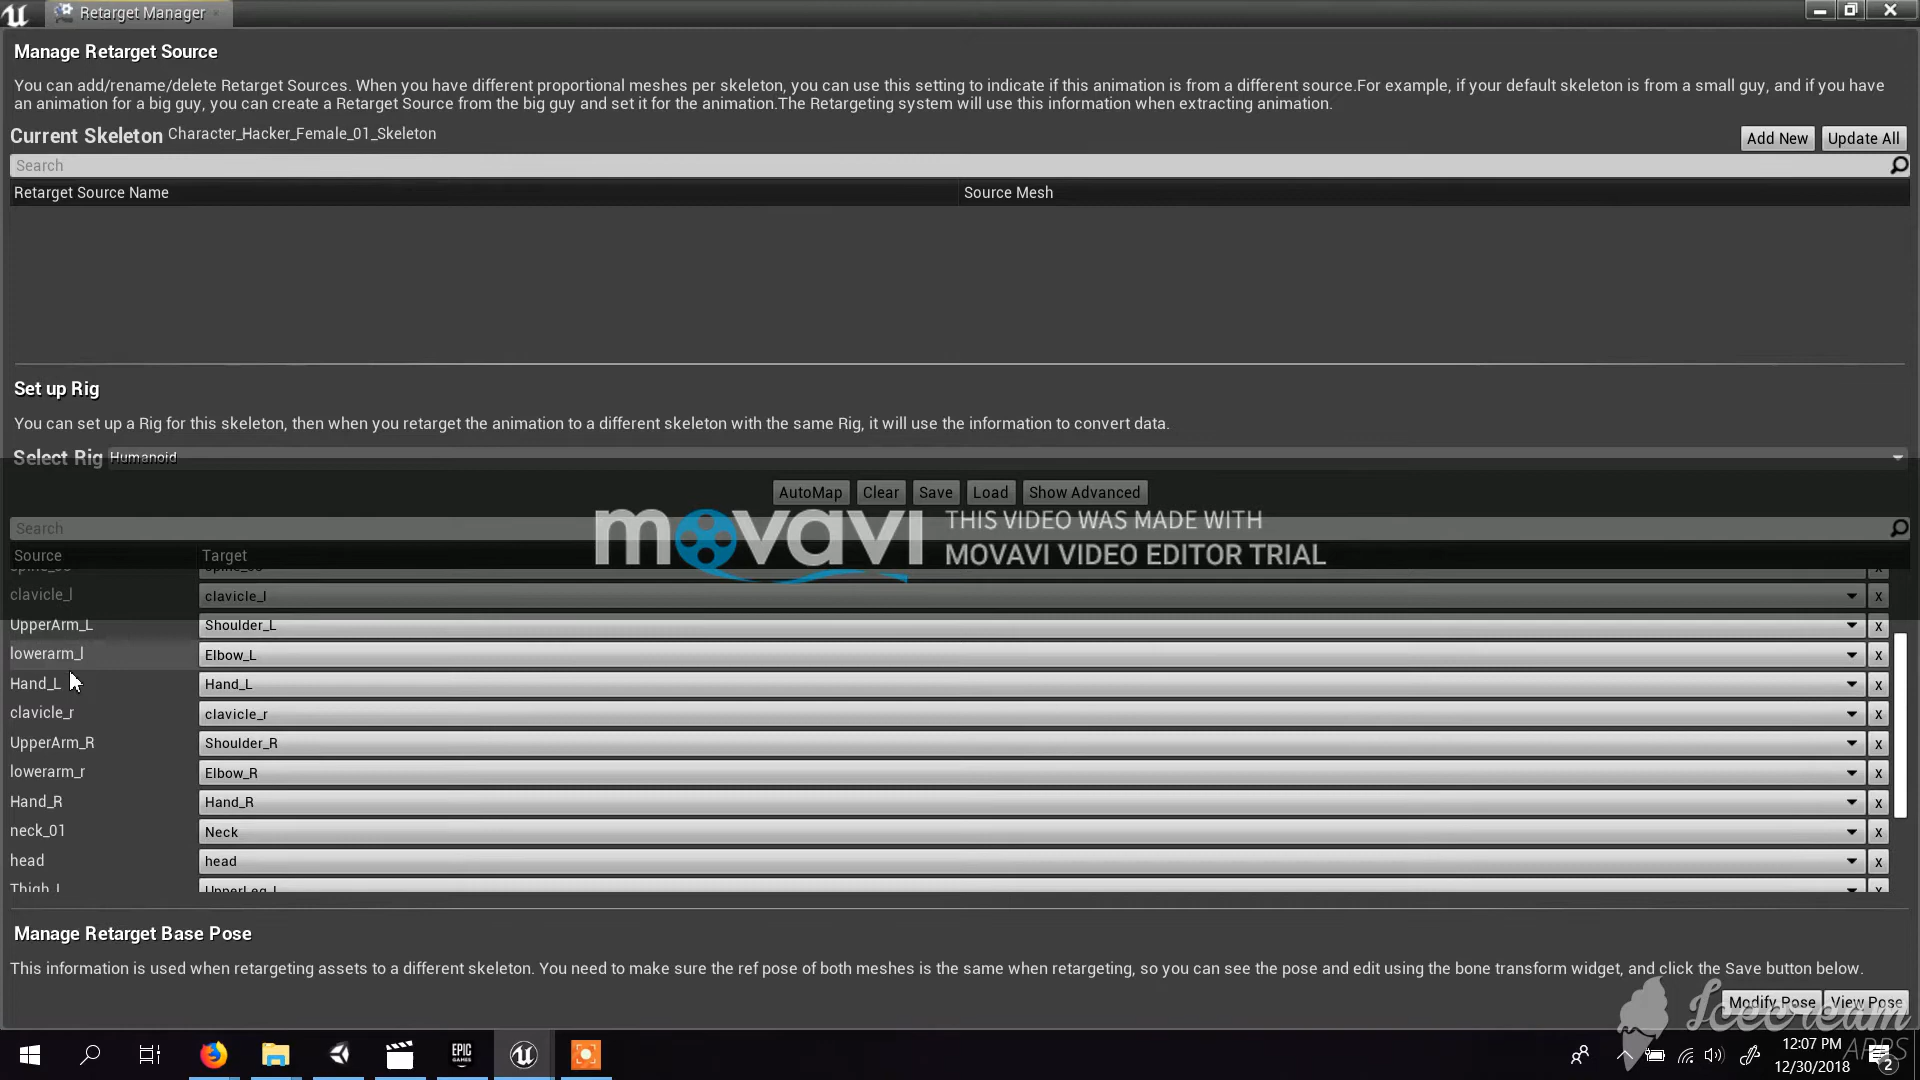 Retarget Manager
Manage Retarget Source
You can add/rename/delete Retarget Sources. When you have different proportional meshes per skeleton, you can use this setting to indicate if this animation is from a different source.For example, if your default skeleton is from a small guy, and if you have
an animation for a big guy, you can create a Retarget Source from the big guy and set it for the animation.The Retargeting system will use this information when extracting animation.
Current Skeleton Character_Hacker_Female_01_Skeleton
Add New Update All
Search
Retarget Source Name Source Mesh
Set up Rig
You can set up a Rig for this skeleton, then when you retarget the animation to a different skeleton with the same Rig, it will use the information to convert data.
Select Rig Humanoid
AutoMap Clear Save Load Show Advanced
Search
movavi THIS VIDEO WAS MADE WITH
MOVAVI VIDEO EDITOR TRIAL
Source Target
clavicle_l clavicle_l x
UpperArm_L Shoulder_L x
lowerarm_l Elbow_L x
Hand_L Hand_L x
clavicle_r clavicle_r x
UpperArm_R Shoulder_R x
lowerarm_r Elbow_R x
Hand_R Hand_R x
neck_01 Neck x
head head x
Thigh_L UpperLeg_L x
Manage Retarget Base Pose
This information is used when retargeting assets to a different skeleton. You need to make sure the ref pose of both meshes is the same when retargeting, so you can see the pose and edit using the bone transform widget, and click the Save button below.
Modify Pose View Pose
Icecream
APPS
EPIC
GAMES
12:07 PM
12/30/2018
2